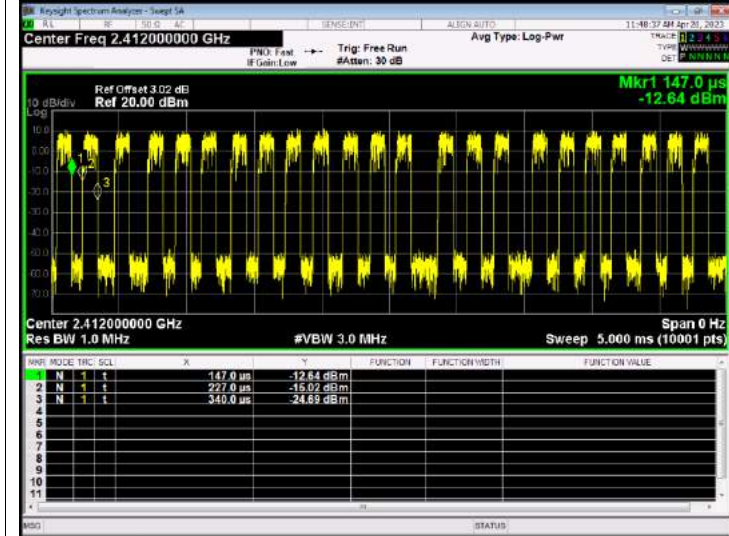 Keysight Spectrum Analyzer - Swept SA
RL RF 50 Ω AC SENSE:INT ALIGN AUTO 11:48:37 AM Apr 20, 2023
Center Freq 2.412000000 GHz
PNO: Fast
IFGain:Low
Trig: Free Run
#Atten: 30 dB
Avg Type: Log-Pwr
TRACE 1 2 3 4 5 6
TYPE
DET P N N N N N
Mkr1 147.0 µs
-12.64 dBm
Ref Offset 3.02 dB
10 dB/div Ref 20.00 dBm
Log
10.0
0.00
-10.0
-20.0
-30.0
-40.0
-50.0
-60.0
-70.0
1
2
3
Center 2.412000000 GHz Span 0 Hz
Res BW 1.0 MHz #VBW 3.0 MHz Sweep 5.000 ms (10001 pts)
MKR MODE TRC SCL X Y FUNCTION FUNCTION WIDTH FUNCTION VALUE
1 N 1 t 147.0 µs -12.64 dBm
2 N 1 t 227.0 µs -15.02 dBm
3 N 1 t 340.0 µs -24.69 dBm
4
5
6
7
8
9
10
11
MSG STATUS